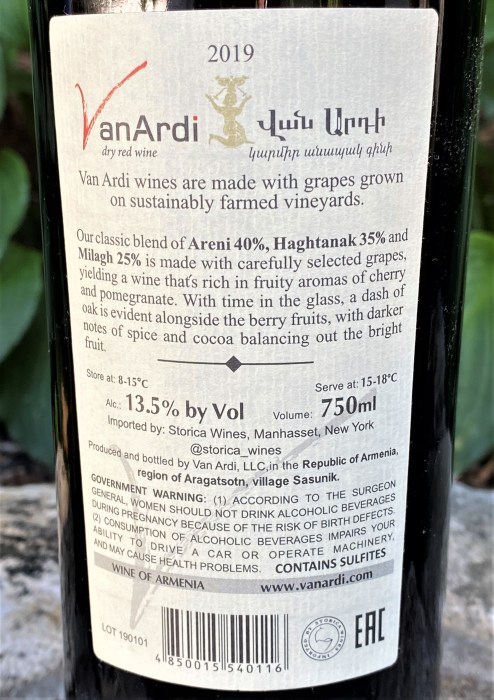 2019
VanArdi
Վան Արդի
dry red wine
կարմիր անապակ գինի
Van Ardi wines are made with grapes grown
on sustainably farmed vineyards.
Our classic blend of Areni 40%, Haghtanak 35% and
Milagh 25% is made with carefully selected grapes,
yielding a wine that's rich in fruity aromas of cherry
and pomegranate. With time in the glass, a dash of
oak is evident alongside the berry fruits, with darker
notes of spice and cocoa balancing out the bright
fruit.
Store at: 8-15°C
Serve at: 15-18°C
Alc.: 13.5% by Vol
Volume: 750ml
Imported by: Storica Wines, Manhasset, New York
@storica_wines
Produced and bottled by Van Ardi, LLC,in the Republic of Armenia,
region of Aragatsotn, village Sasunik.
GOVERNMENT WARNING: (1) ACCORDING TO THE SURGEON
GENERAL, WOMEN SHOULD NOT DRINK ALCOHOLIC BEVERAGES
DURING PREGNANCY BECAUSE OF THE RISK OF BIRTH DEFECTS.
(2) CONSUMPTION OF ALCOHOLIC BEVERAGES IMPAIRS YOUR
ABILITY TO DRIVE A CAR OR OPERATE MACHINERY,
AND MAY CAUSE HEALTH PROBLEMS. CONTAINS SULFITES
WINE OF ARMENIA
www.vanardi.com
LOT 190101
4 850015 540116
EAC